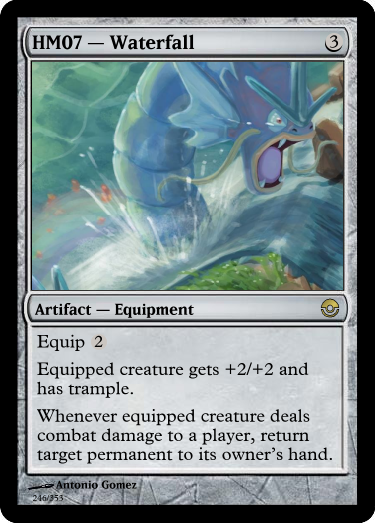 HM07 — Waterfall 3
Artifact — Equipment
Equip 2
Equipped creature gets +2/+2 and
has trample.
Whenever equipped creature deals
combat damage to a player, return
target permanent to its owner's hand.
Antonio Gomez
246/353